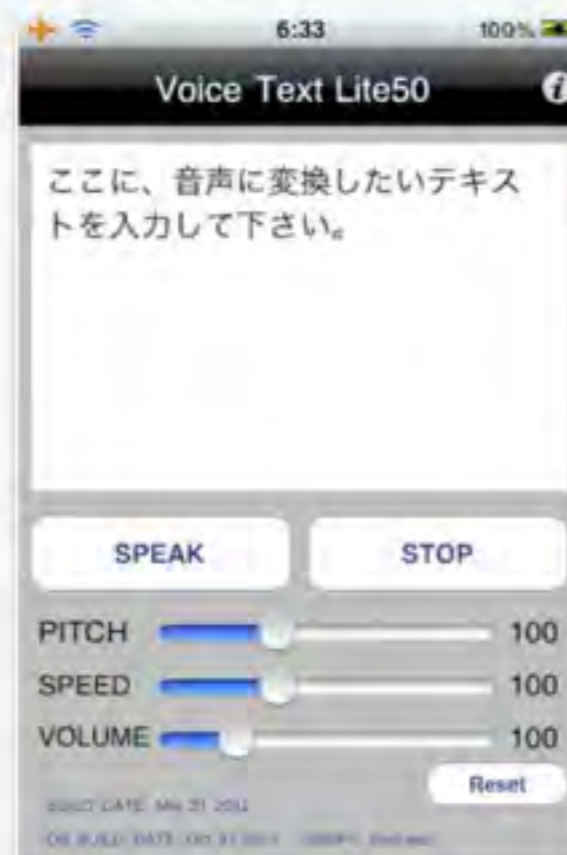 6:33 100%
Voice Text Lite50
ここに、音声に変換したいテキス
トを入力して下さい。
SPEAK STOP
PITCH 100
SPEED 100
VOLUME 100
Reset